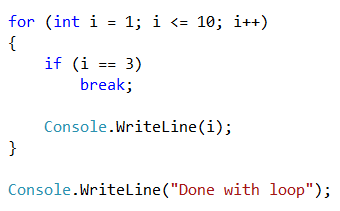 for (int i = 1; i <= 10; i++)
{
    if (i == 3)
        break;

    Console.WriteLine(i);
}

Console.WriteLine("Done with loop");